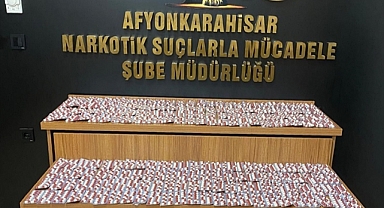 AFYONKARAHİSAR
NARKOTİK SUÇLARLA MÜCADELE
ŞUBE MÜDÜRLÜĞÜ